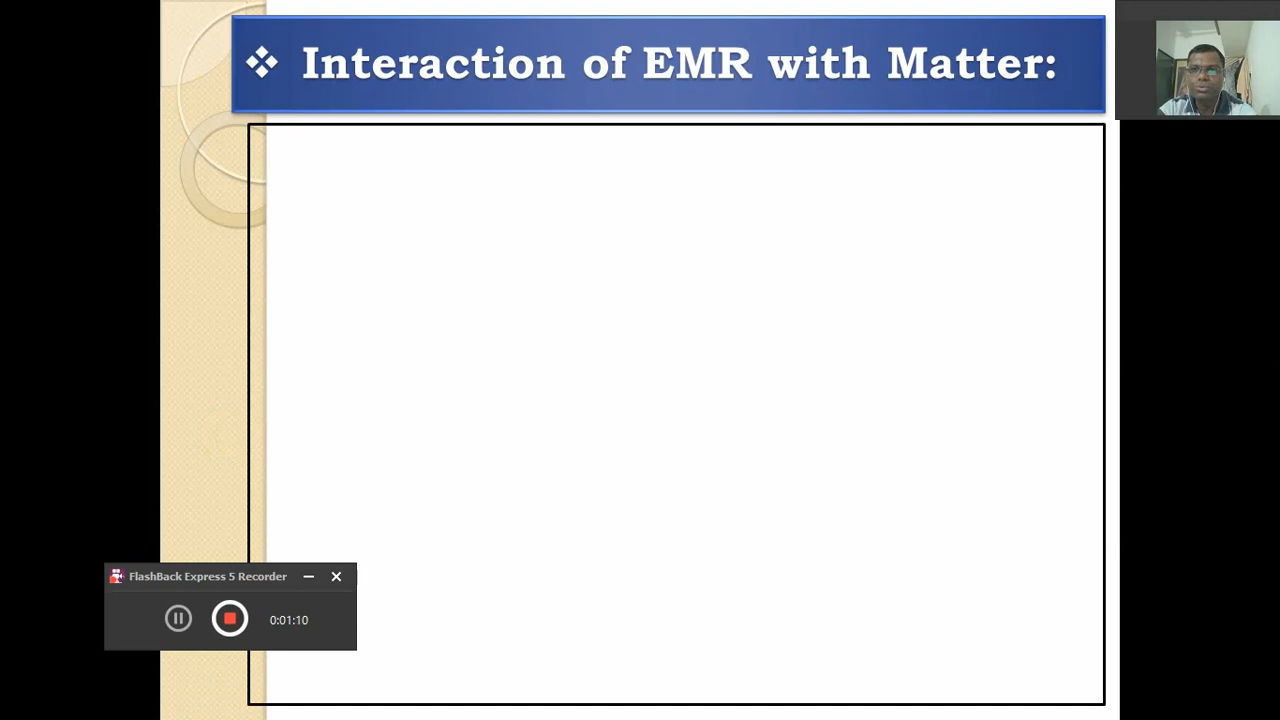 ❖ Interaction of EMR with Matter:
FlashBack Express 5 Recorder
0:01:10